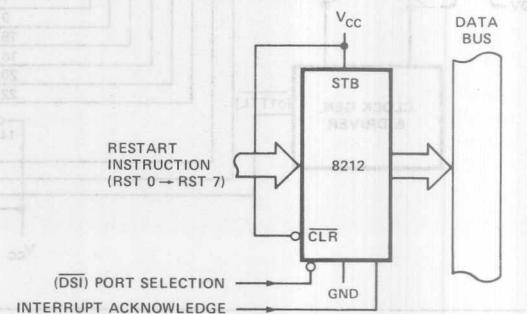 VCC
DATA
BUS
STB
RESTART
INSTRUCTION
(RST 0 → RST 7)
8212
CLR
(DSI) PORT SELECTION
GND
INTERRUPT ACKNOWLEDGE